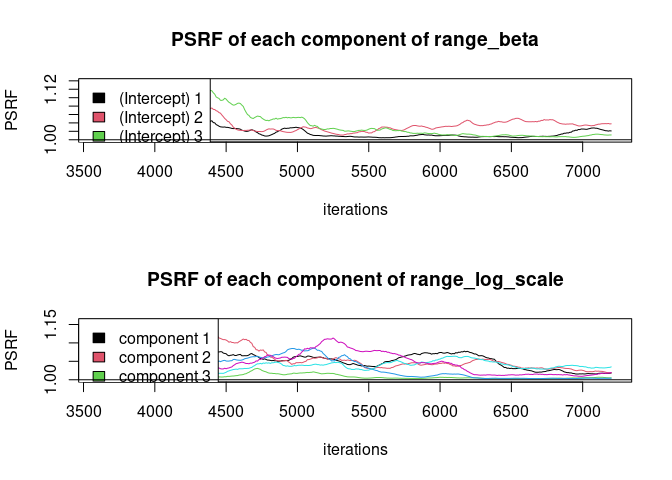 PSRF of each component of range_beta
PSRF
1.12
1.00
(Intercept) 1
(Intercept) 2
(Intercept) 3
3500 4000 4500 5000 5500 6000 6500 7000
iterations
PSRF of each component of range_log_scale
PSRF
1.15
1.00
component 1
component 2
component 3
3500 4000 4500 5000 5500 6000 6500 7000
iterations